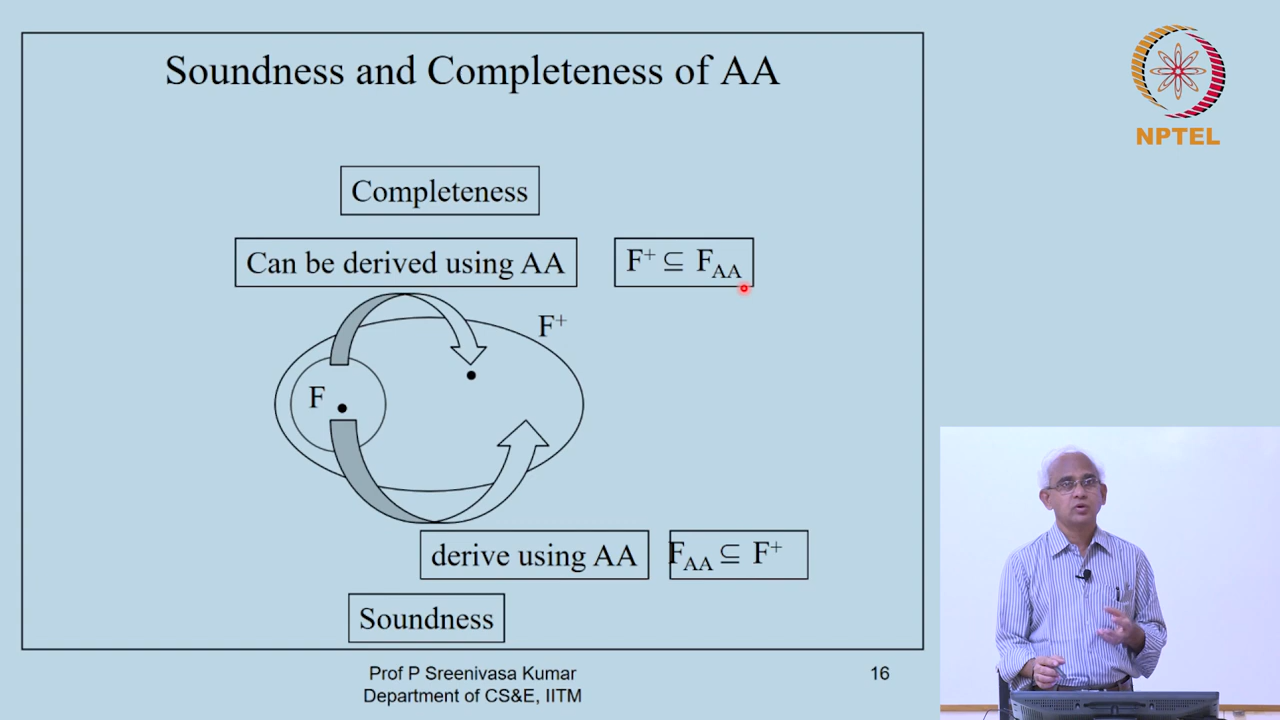 Soundness and Completeness of AA
NPTEL
Completeness
Can be derived using AA
F⁺ ⊆ F_AA
F⁺
F
derive using AA
F_AA ⊆ F⁺
Soundness
Prof P Sreenivasa Kumar
Department of CS&E, IITM
16